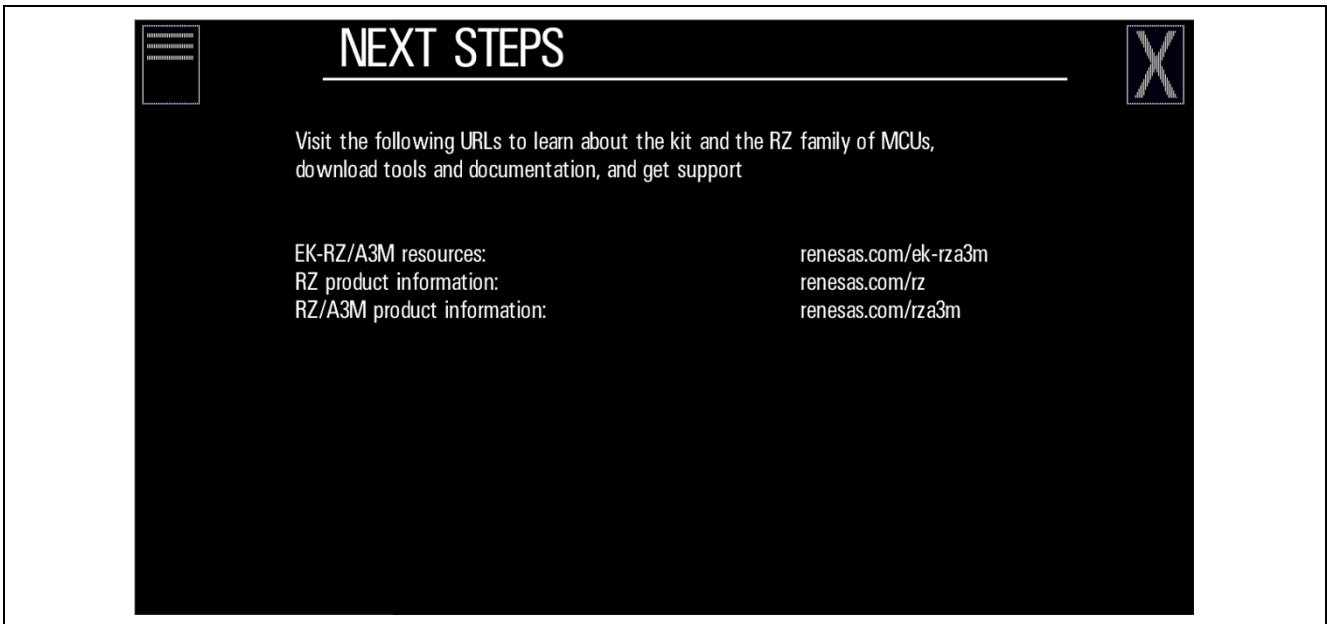 NEXT STEPS
X
Visit the following URLs to learn about the kit and the RZ family of MCUs,
download tools and documentation, and get support
EK-RZ/A3M resources: renesas.com/ek-rza3m
RZ product information: renesas.com/rz
RZ/A3M product information: renesas.com/rza3m